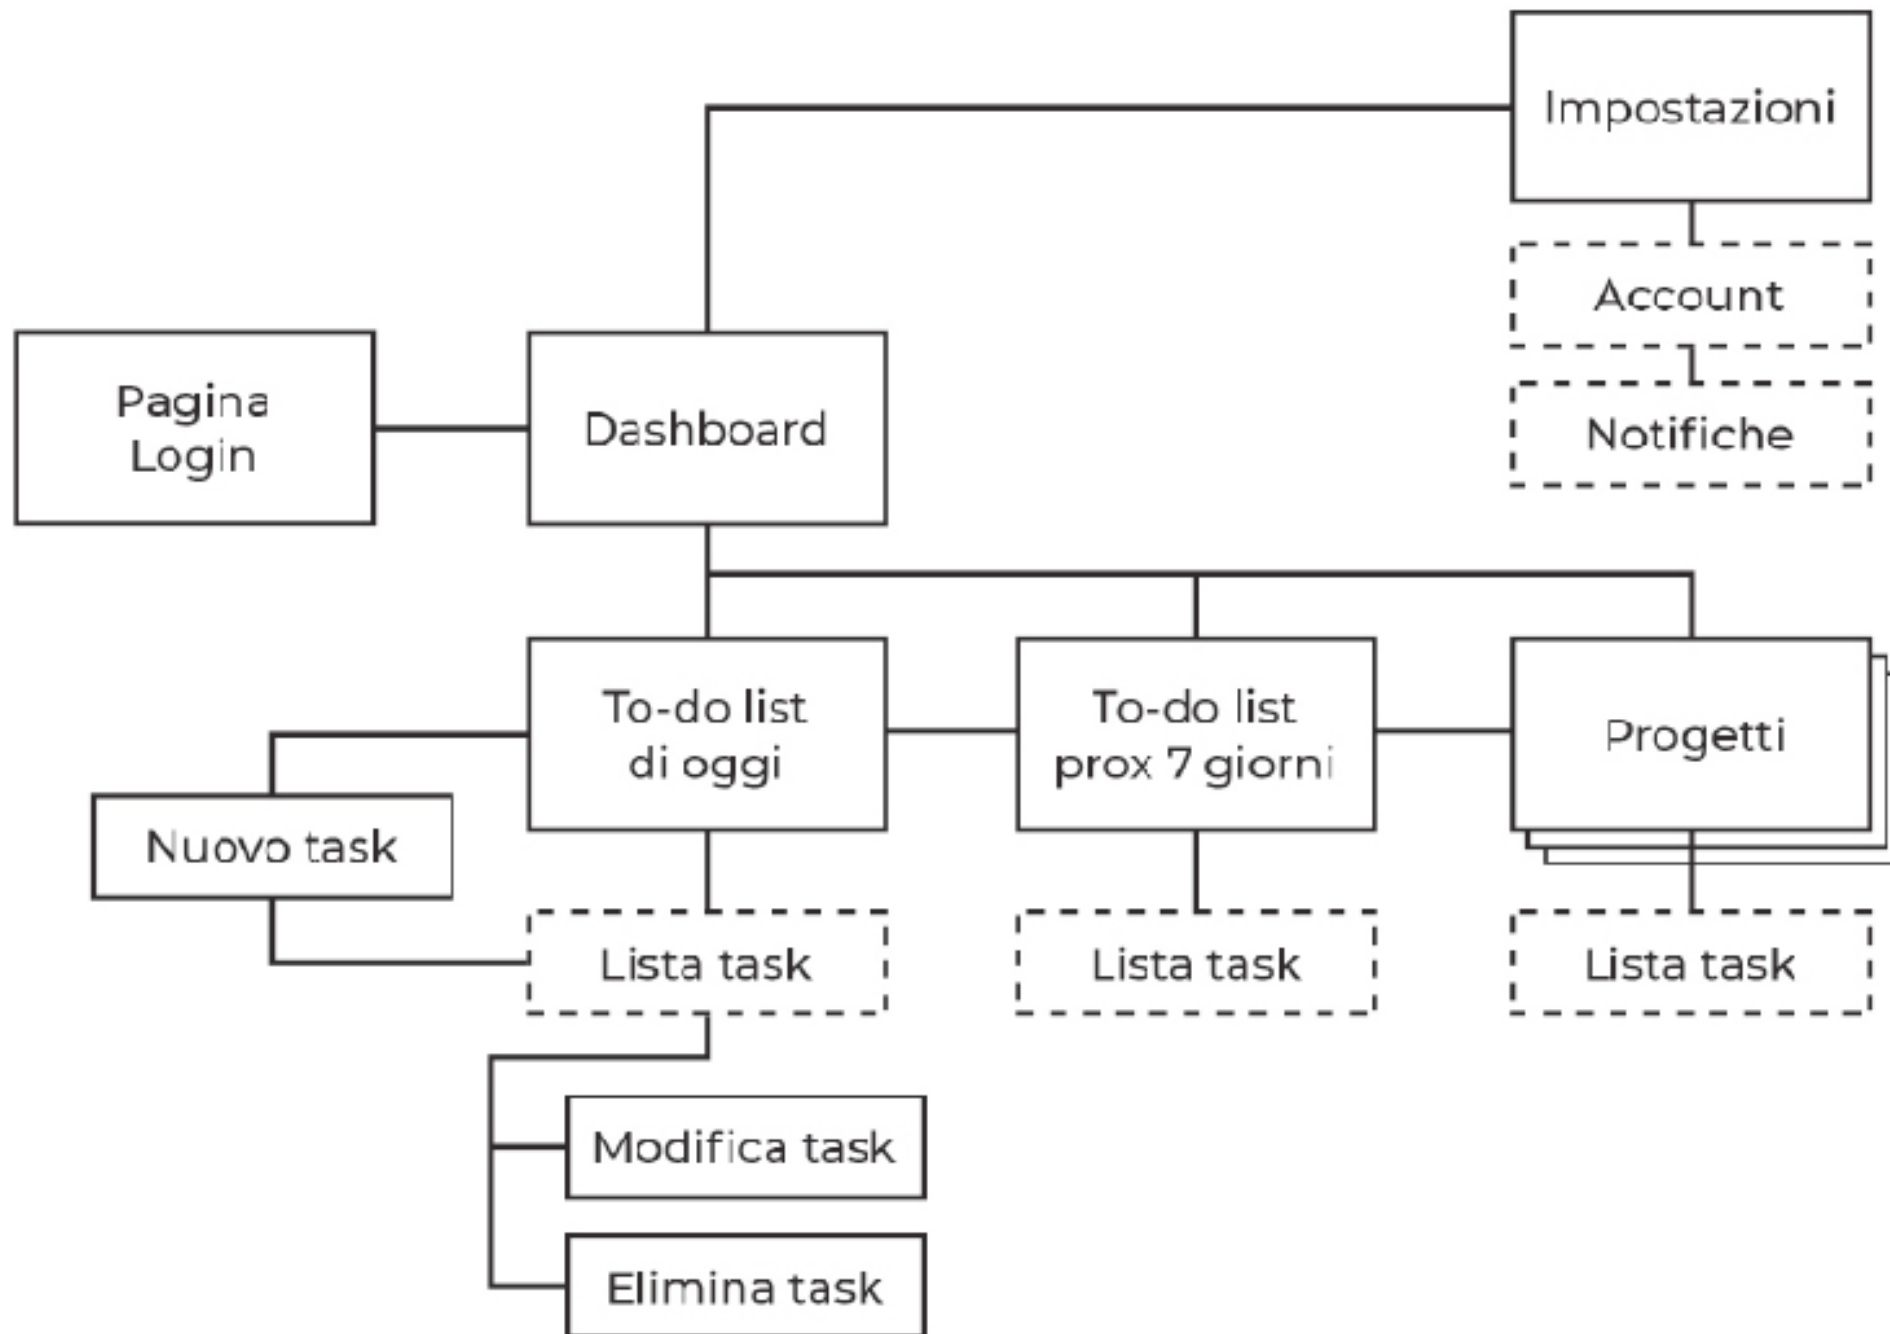 Impostazioni
Account
Notifiche
Pagina
Login
Dashboard
To-do list
di oggi
To-do list
prox 7 giorni
Progetti
Nuovo task
Lista task
Lista task
Lista task
Modifica task
Elimina task